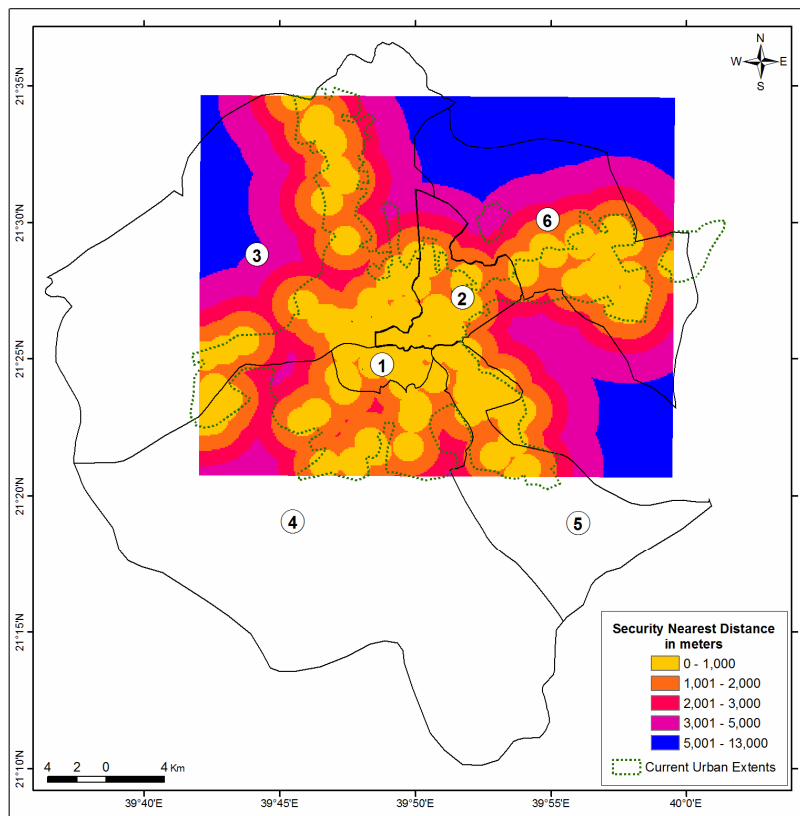 N
W E
S
21°35'N
21°30'N
21°25'N
21°20'N
21°15'N
21°10'N
6
3
2
1
4
5
Security Nearest Distance
in meters
0 - 1,000
1,001 - 2,000
2,001 - 3,000
3,001 - 5,000
5,001 - 13,000
Current Urban Extents
4 2 0 4 Km
39°40'E 39°45'E 39°50'E 39°55'E 40°0'E